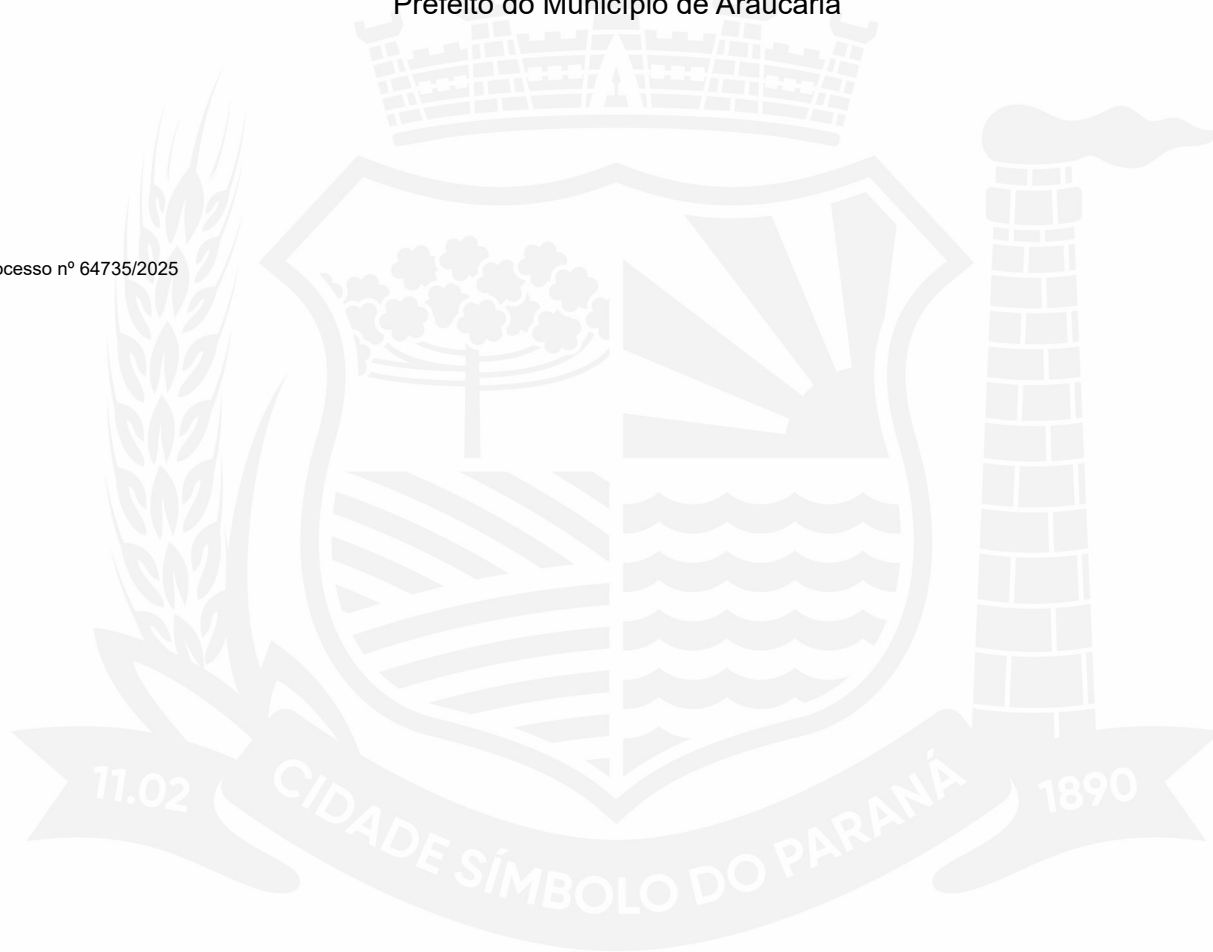 Prefeito do Município de Araucária
ocesso nº 64735/2025
11.02
CIDADE SÍMBOLO DO PARANÁ
1890